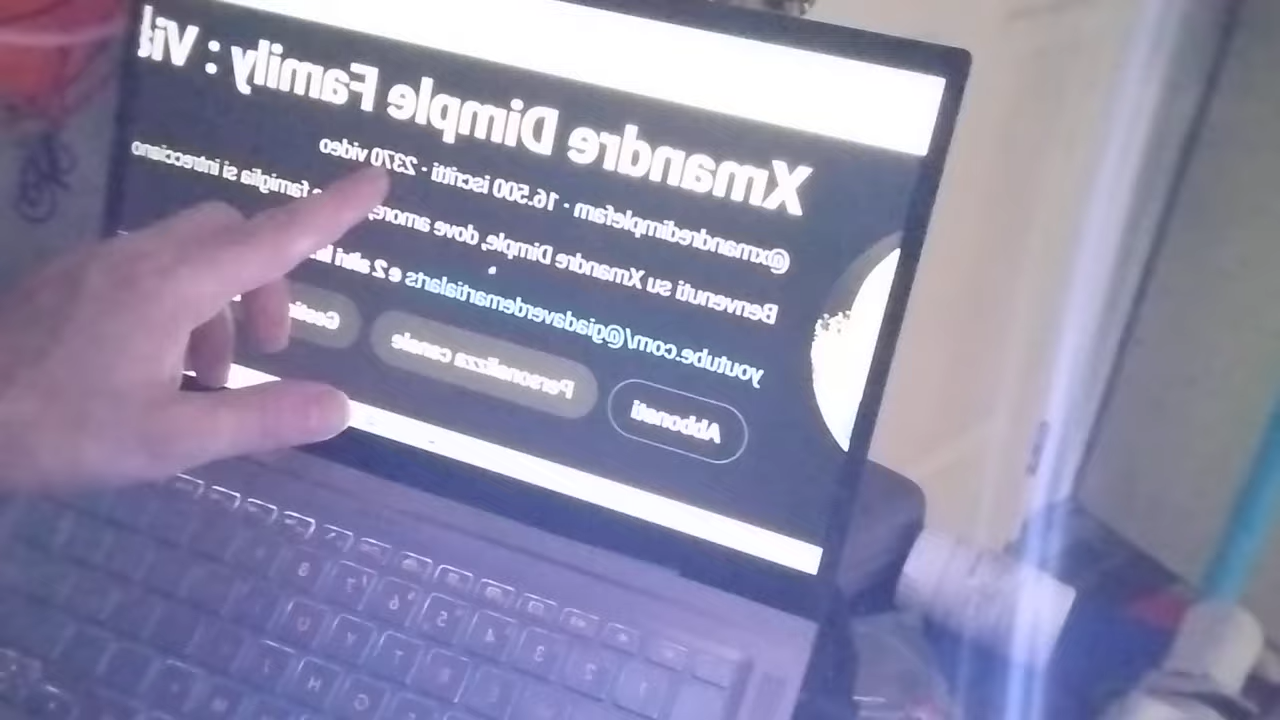 Xmandre Dimple Family :
@xmandredimplefam · 16.500 iscritti · 2370 video
Benvenuti su Xmandre Dimple, dove amore, famiglia si intrecciano
youtube.com/@giadaverdemartialarts e 2 altri
Abbonati
Personalizza canale